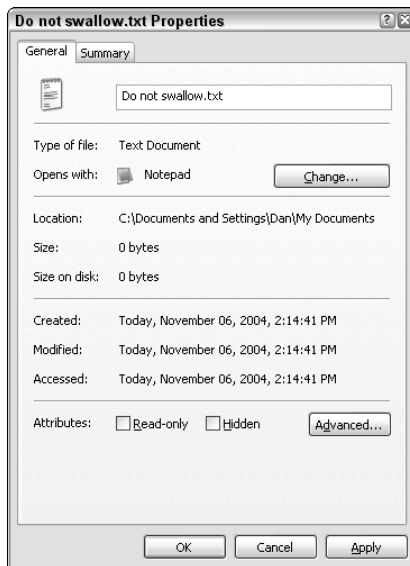 Do not swallow.txt Properties
General Summary
Do not swallow.txt
Type of file: Text Document
Opens with: Notepad Change...
Location: C:\Documents and Settings\Dan\My Documents
Size: 0 bytes
Size on disk: 0 bytes
Created: Today, November 06, 2004, 2:14:41 PM
Modified: Today, November 06, 2004, 2:14:41 PM
Accessed: Today, November 06, 2004, 2:14:41 PM
Attributes: Read-only Hidden Advanced...
OK Cancel Apply